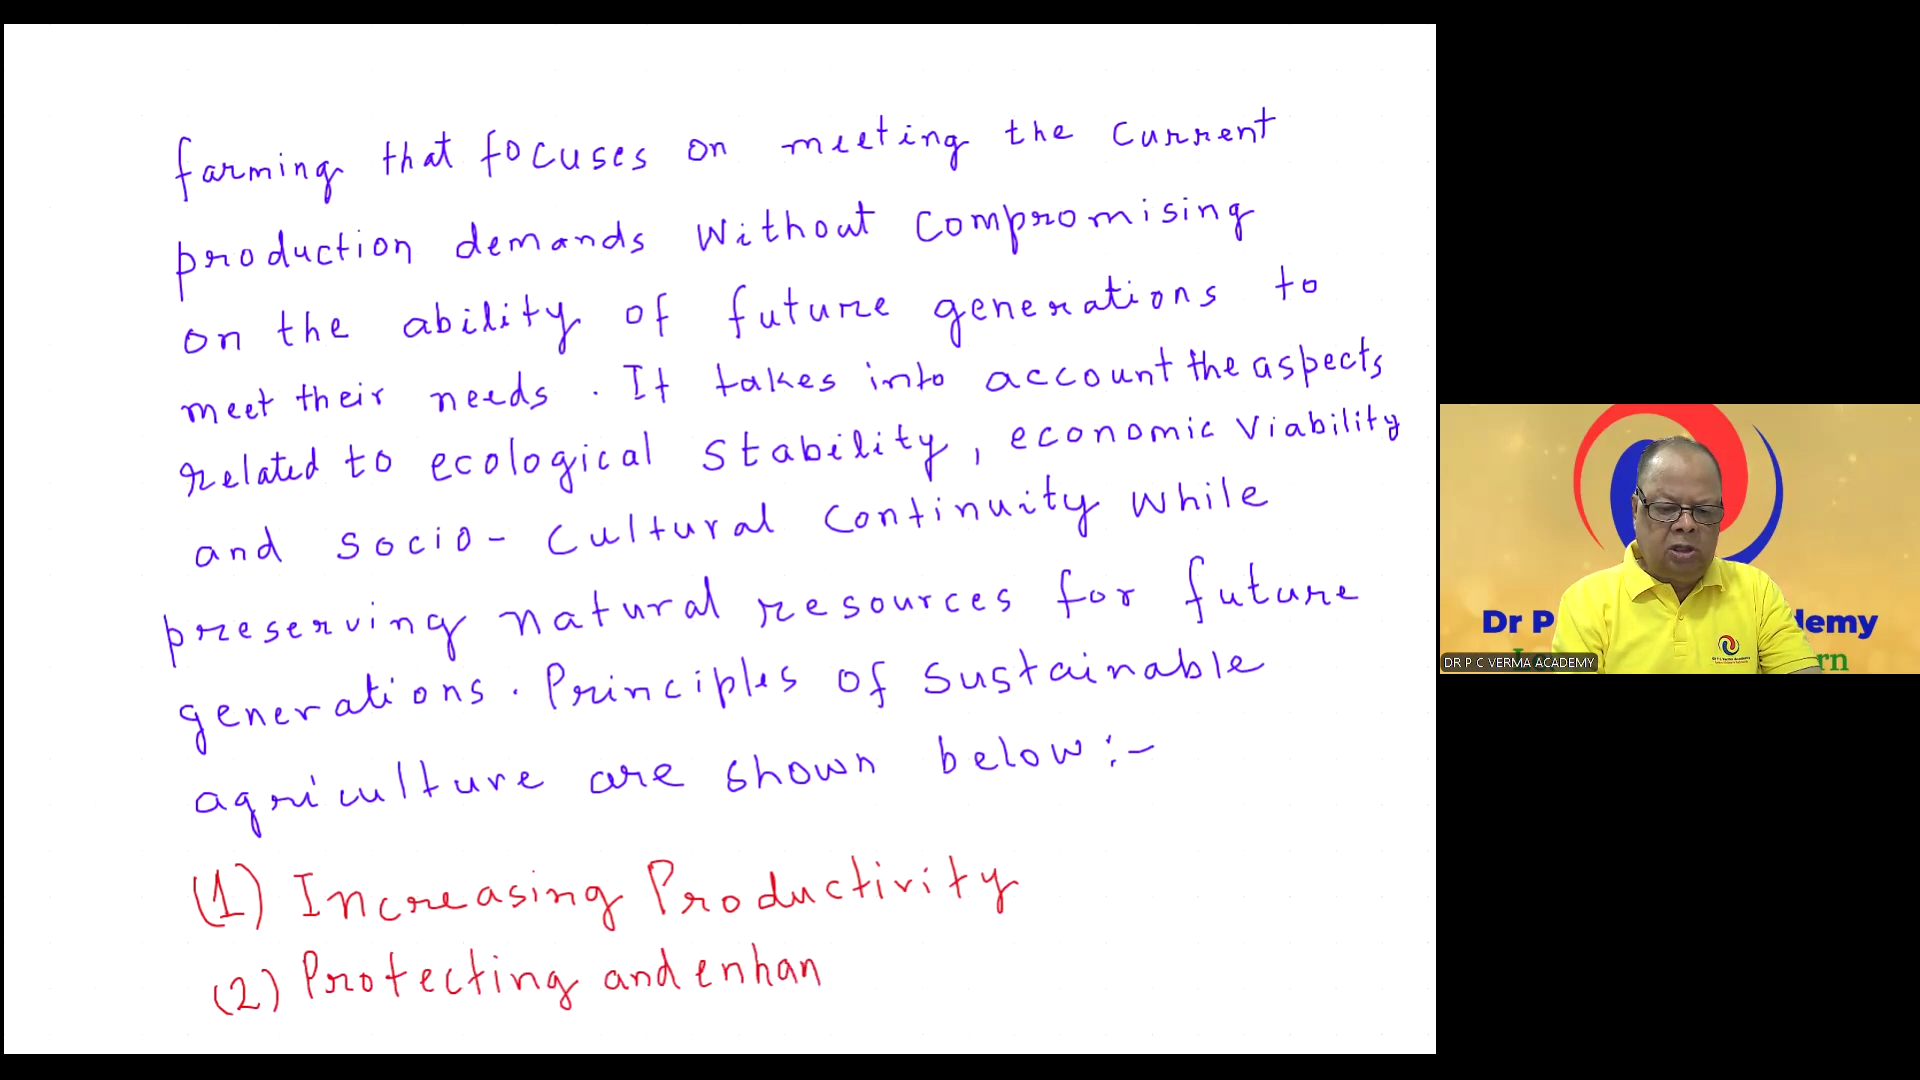 farming that focuses on meeting the current
production demands without compromising
on the ability of future generations to
meet their needs. It takes into account the aspects
related to ecological stability, economic viability
and socio-cultural continuity while
preserving natural resources for future
generations. Principles of sustainable
agriculture are shown below:-
(1) Increasing Productivity
(2) Protecting and enhan
Dr P
demy
rn
DR P C VERMA ACADEMY